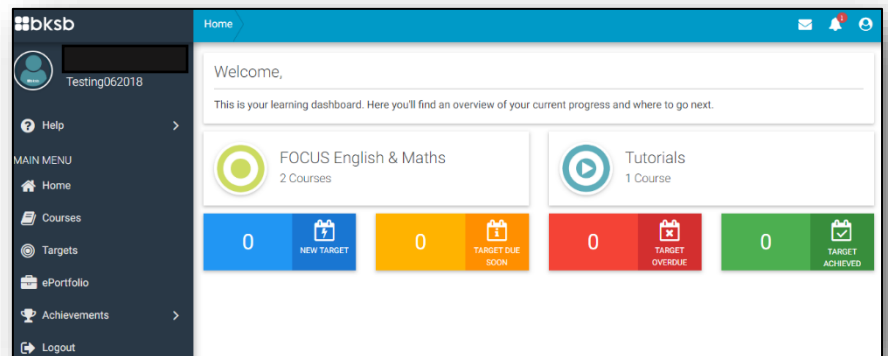 bksb
Home
Testing062018
Help
MAIN MENU
Home
Courses
Targets
ePortfolio
Achievements
Logout
Welcome,
This is your learning dashboard. Here you'll find an overview of your current progress and where to go next.
FOCUS English & Maths
2 Courses
Tutorials
1 Course
0
NEW TARGET
0
TARGET DUE
SOON
0
TARGET
OVERDUE
0
TARGET
ACHIEVED